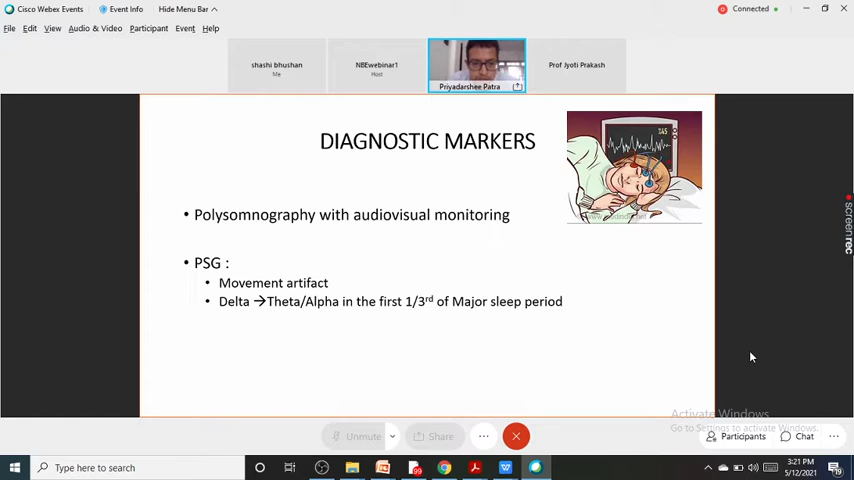 Cisco Webex Events
Event Info
Hide Menu Bar
Connected
File Edit View Audio & Video Participant Event Help
shashi bhushan
Me
NBEwebinar1
Host
Priyadarshee Patra
Prof Jyoti Prakash
DIAGNOSTIC MARKERS
• Polysomnography with audiovisual monitoring
• PSG :
• Movement artifact
• Delta →Theta/Alpha in the first 1/3rd of Major sleep period
screenrec
Activate Windows
Go to Settings to activate Windows.
Unmute
Share
Participants
Chat
Type here to search
99
3:21 PM
5/12/2021
19